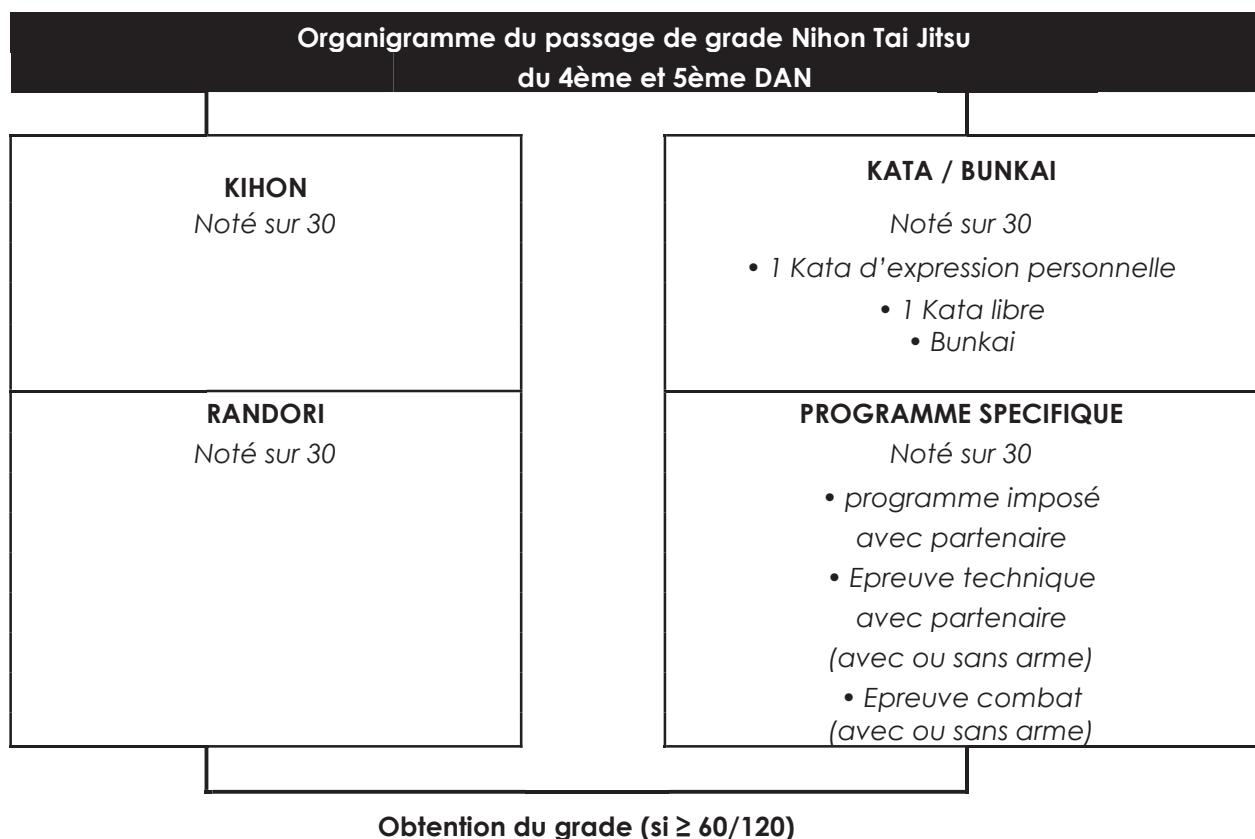 Organigramme du passage de grade Nihon Tai Jitsu
du 4ème et 5ème DAN
KIHON
Noté sur 30
KATA / BUNKAI
Noté sur 30
• 1 Kata d'expression personnelle
• 1 Kata libre
• Bunkai
RANDORI
Noté sur 30
PROGRAMME SPECIFIQUE
Noté sur 30
• programme imposé
avec partenaire
• Epreuve technique
avec partenaire
(avec ou sans arme)
• Epreuve combat
(avec ou sans arme)
Obtention du grade (si ≥ 60/120)